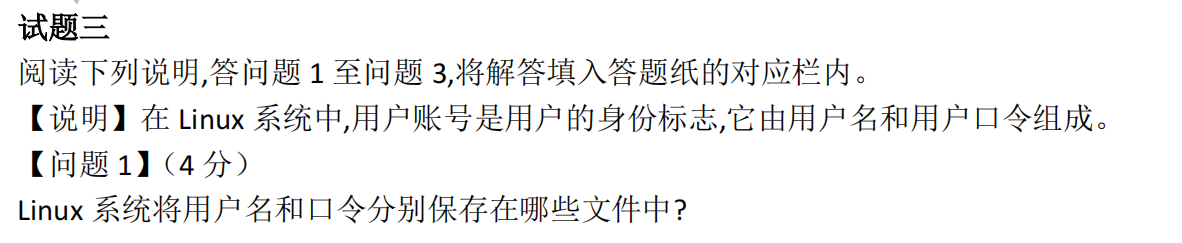 试题三
阅读下列说明,答问题 1 至问题 3,将解答填入答题纸的对应栏内。
【说明】在 Linux 系统中,用户账号是用户的身份标志,它由用户名和用户口令组成。
【问题 1】（4 分）
Linux 系统将用户名和口令分别保存在哪些文件中?